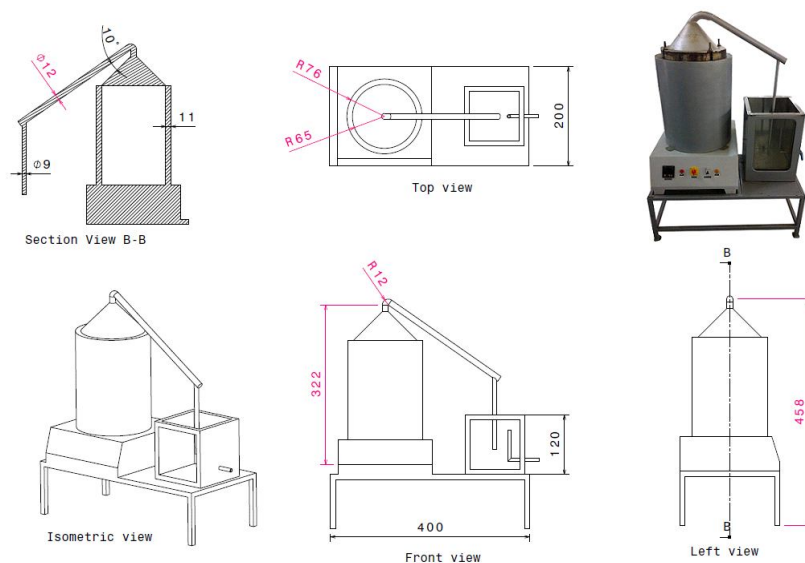 10°
Ø12
11
Ø9
Section View B-B
R76
R65
200
Top view
Isometric view
R12
322
120
400
Front view
B
458
B
Left view